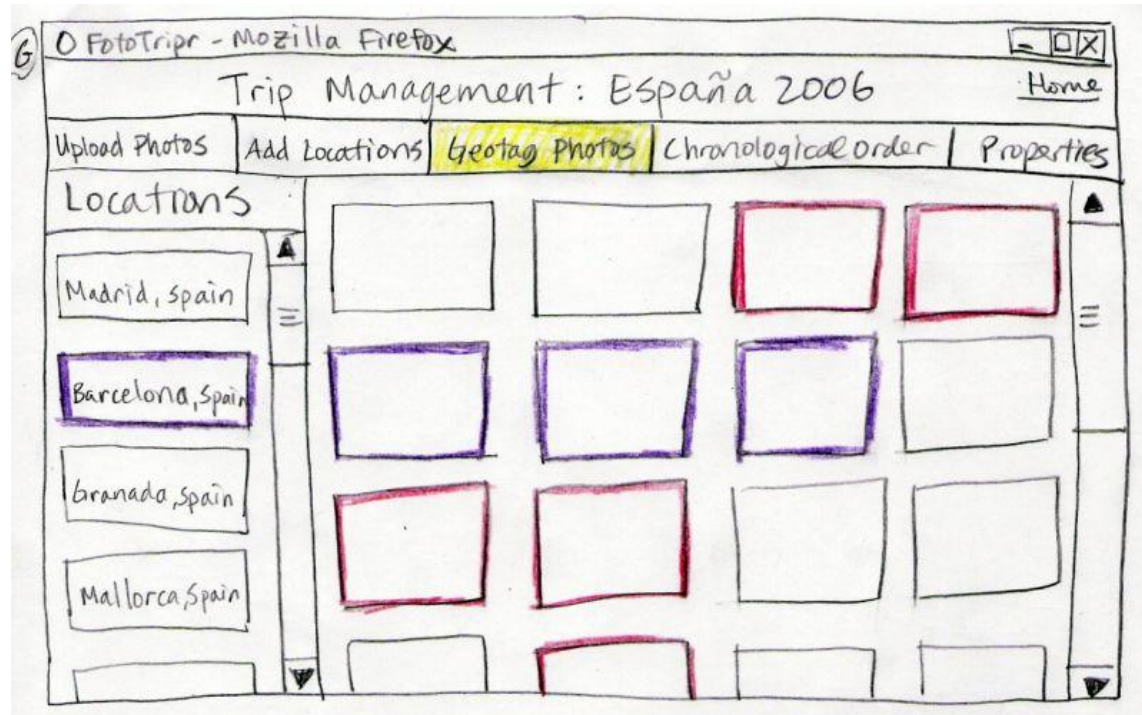 G
FotoTripr - Mozilla Firefox
Trip Management: España 2006
Home
Upload Photos
Add Locations
Geotag Photos
Chronological order
Properties
Locations
Madrid, Spain
Barcelona, Spain
Granada, Spain
Mallorca, Spain